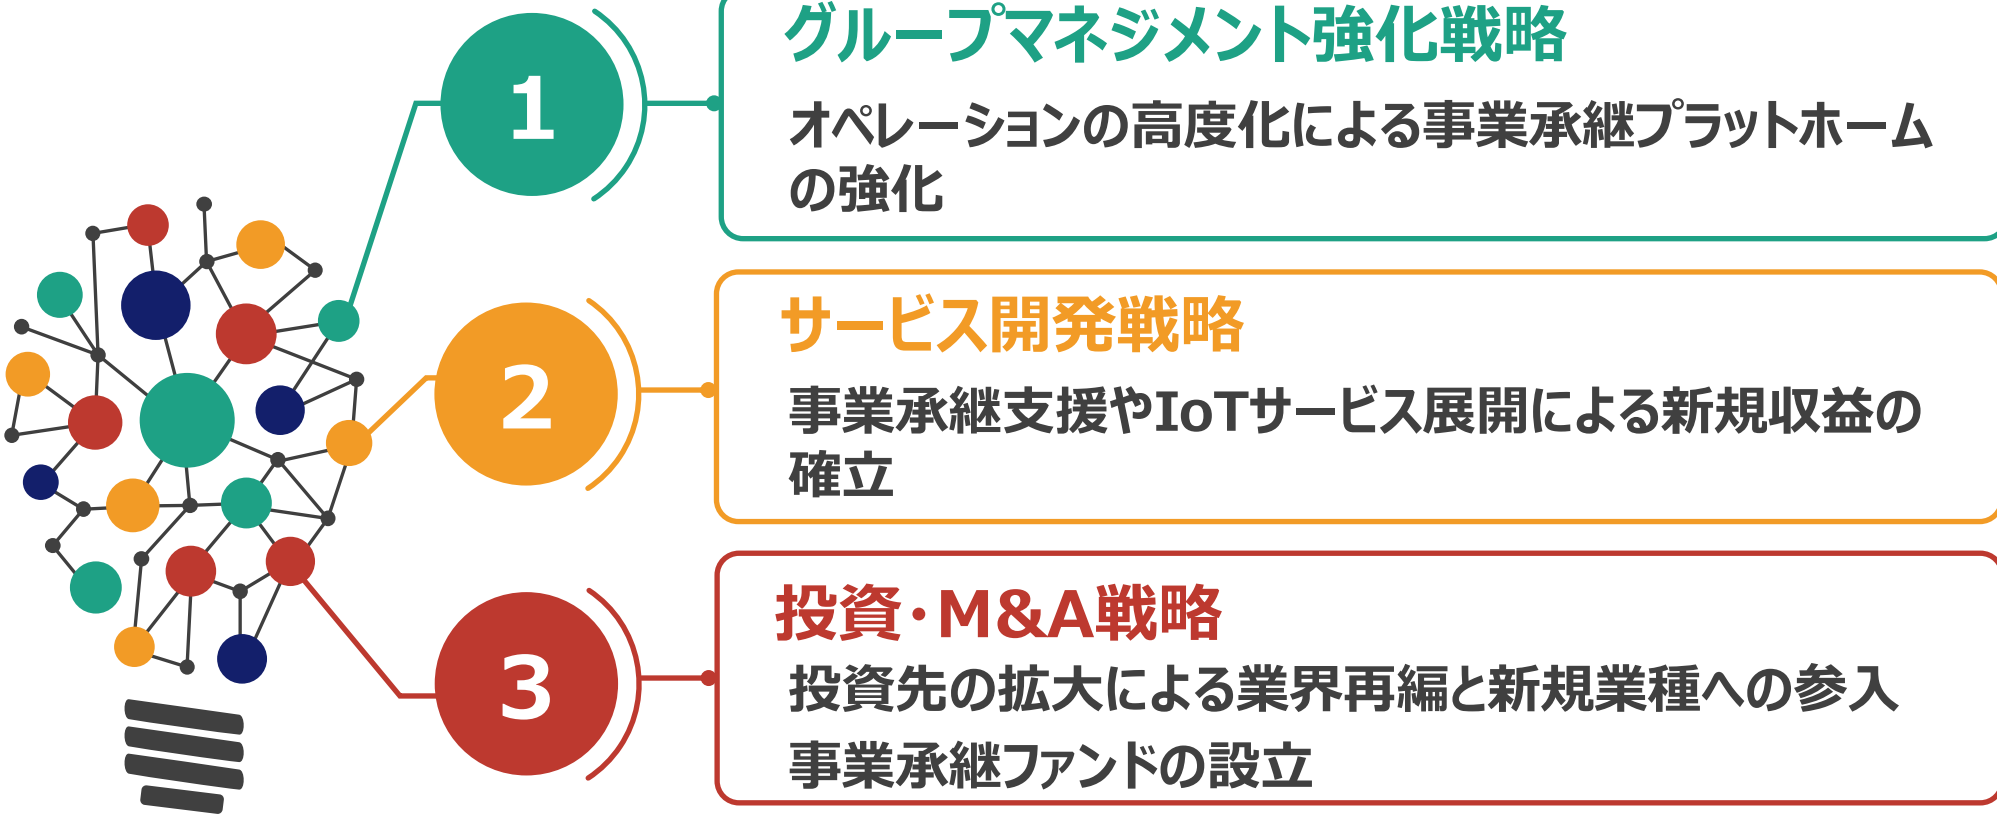 1
グループマネジメント強化戦略
オペレーションの高度化による事業承継プラットホーム
の強化
2
サービス開発戦略
事業承継支援やIoTサービス展開による新規収益の
確立
3
投資・M&A戦略
投資先の拡大による業界再編と新規業種への参入
事業承継ファンドの設立